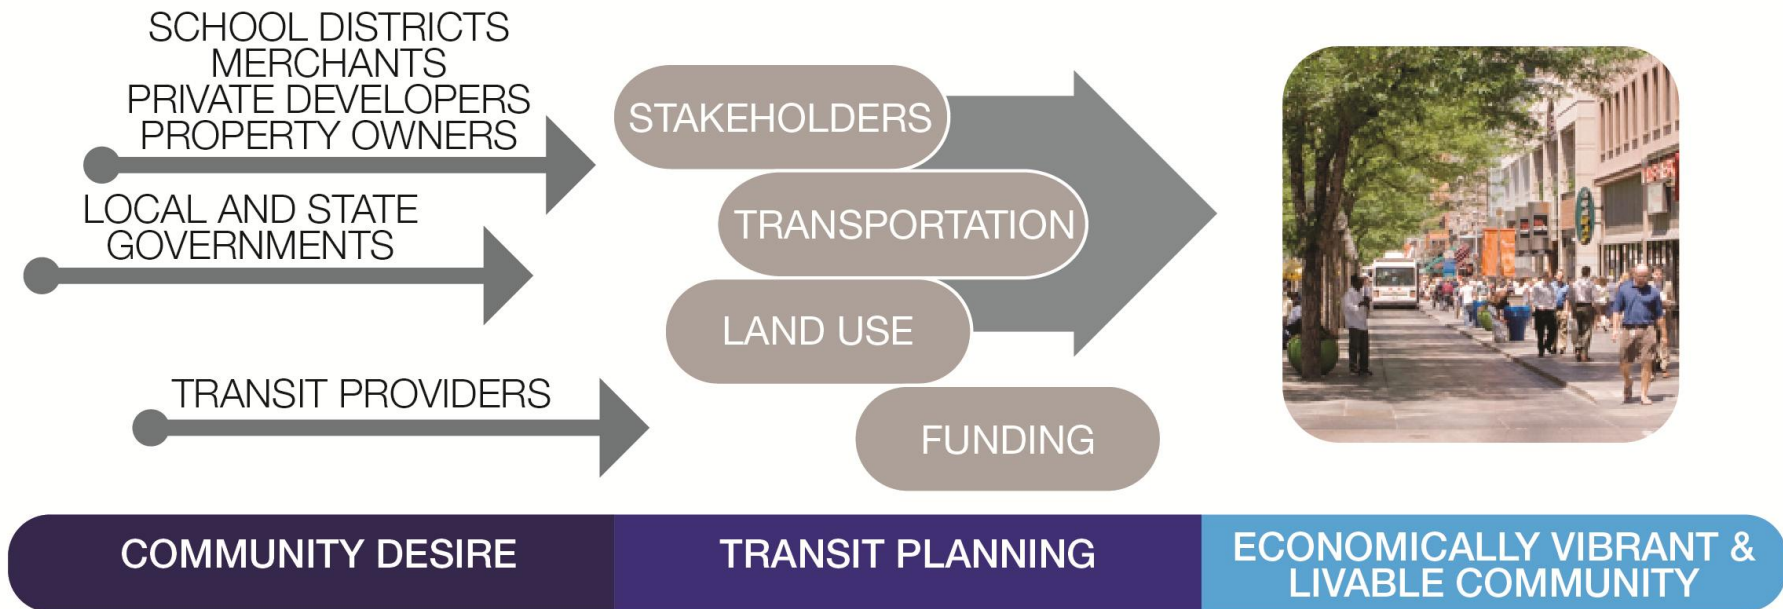 SCHOOL DISTRICTS
MERCHANTS
PRIVATE DEVELOPERS
PROPERTY OWNERS
LOCAL AND STATE
GOVERNMENTS
TRANSIT PROVIDERS
STAKEHOLDERS
TRANSPORTATION
LAND USE
FUNDING
COMMUNITY DESIRE
TRANSIT PLANNING
ECONOMICALLY VIBRANT &
LIVABLE COMMUNITY